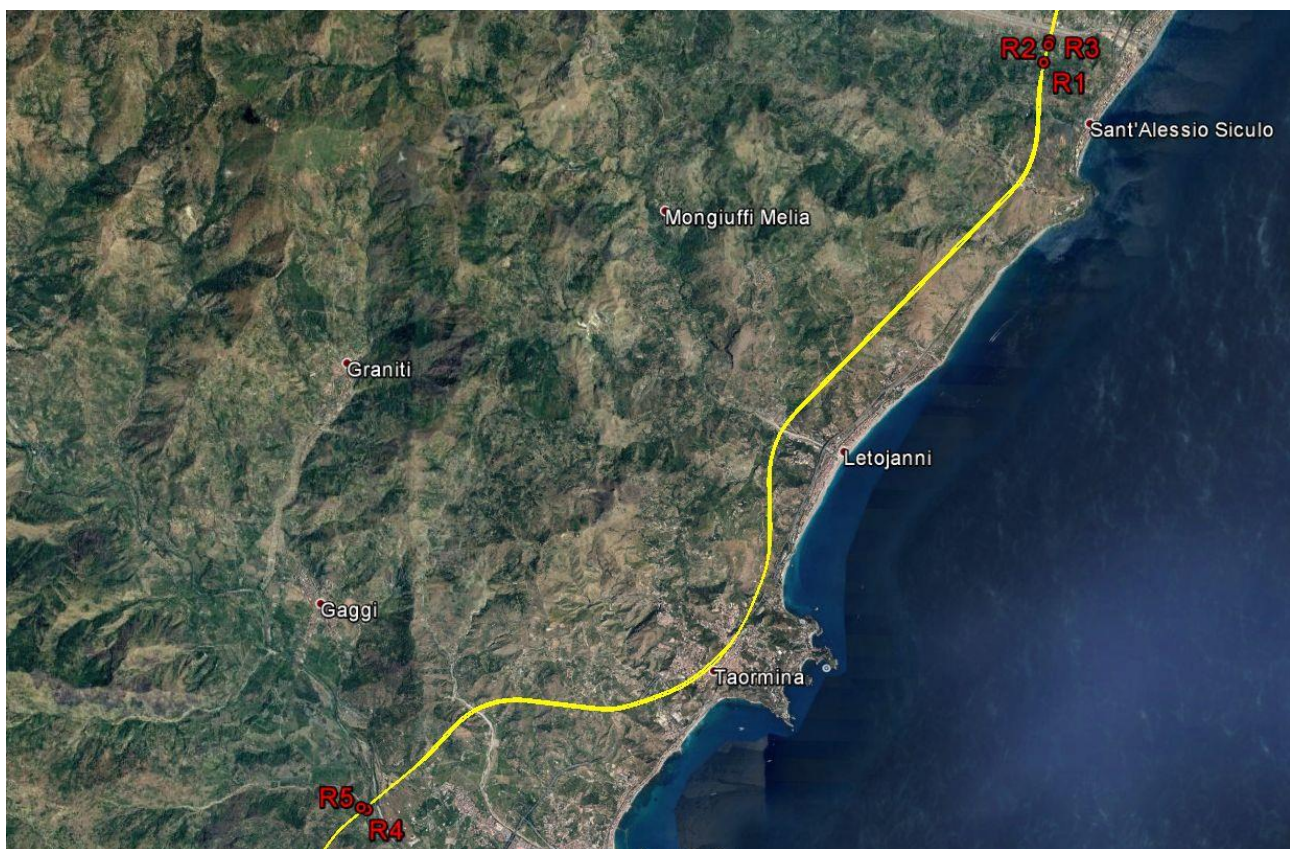 R2 R3
R1
Sant'Alessio Siculo
Mongiuffi Melia
Graniti
Letojanni
Gaggi
Taormina
R5
R4